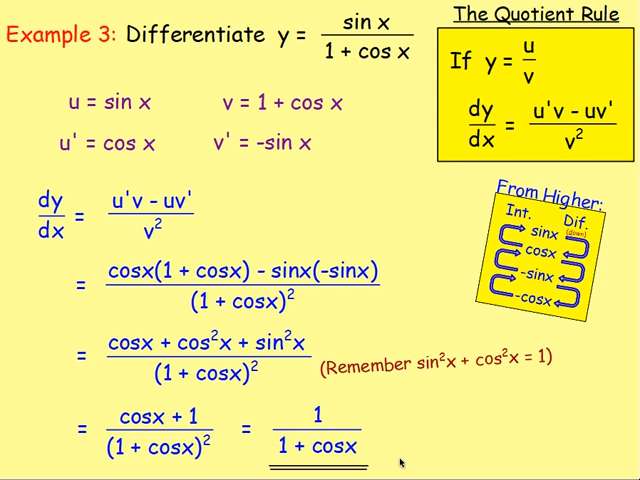 The Quotient Rule
Example 3: Differentiate y = sin x / 1 + cos x
If y = u / v
dy / dx = u'v - uv' / v²
u = sin x v = 1 + cos x
u' = cos x v' = -sin x
From Higher:
Int. Dif.
(down)
sinx
cosx
-sinx
-cosx
dy / dx = u'v - uv' / v²
= cosx(1 + cosx) - sinx(-sinx) / (1 + cosx)²
= cosx + cos²x + sin²x / (1 + cosx)² (Remember sin²x + cos²x = 1)
= cosx + 1 / (1 + cosx)² = 1 / 1 + cosx